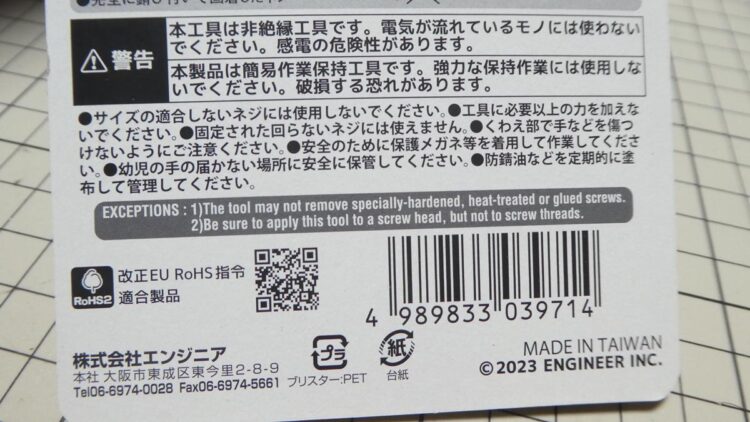 警告
本工具は非絶縁工具です。電気が流れているモノには使わない
でください。感電の危険性があります。
本製品は簡易作業保持工具です。強力な保持作業には使用しな
いでください。破損する恐れがあります。
●サイズの適合しないネジには使用しないでください。●工具に必要以上の力を加えな
いでください。●固定された回らないネジには使えません。●くわえ部で手などを傷つ
けないようにご注意ください。●安全のために保護メガネ等を着用して作業してくださ
い。●幼児の手の届かない場所に安全に保管してください。●防錆油などを定期的に塗
布して管理してください。
EXCEPTIONS : 1)The tool may not remove specially-hardened, heat-treated or glued screws.
2)Be sure to apply this tool to a screw head, but not to screw threads.
RoHS2
改正EU RoHS指令
適合製品
4 989833 039714
株式会社エンジニア
本社 大阪市東成区東今里2-8-9
Tel06-6974-0028 Fax06-6974-5661
プラ
ブリスター:PET
紙
台紙
MADE IN TAIWAN
©2023 ENGINEER INC.